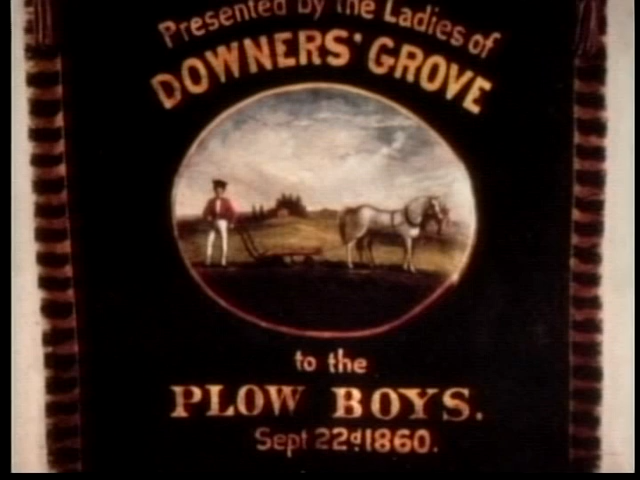 Presented by the Ladies of
DOWNERS' GROVE
to the
PLOW BOYS.
Sept 22d 1860.